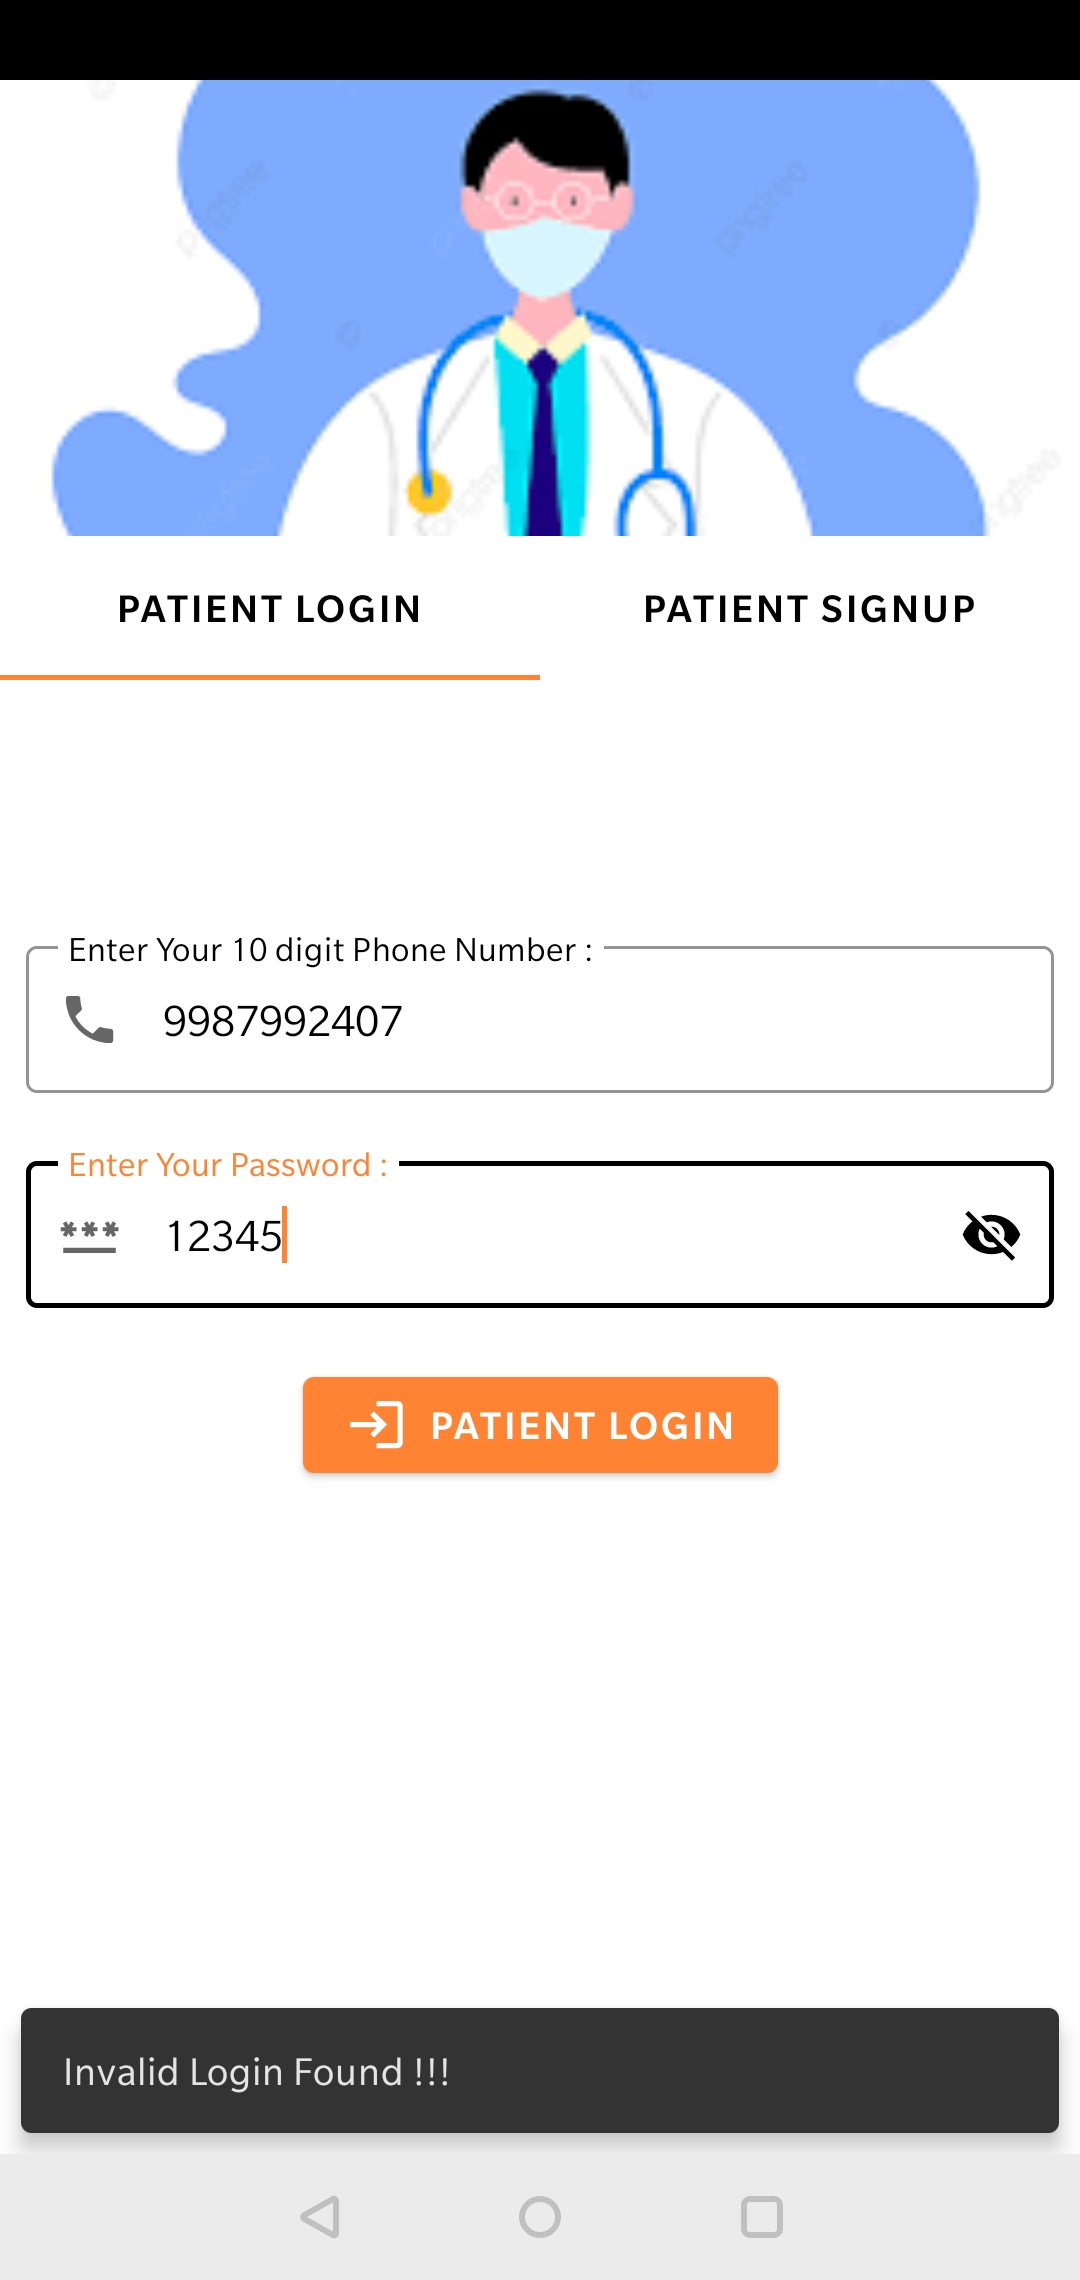 PATIENT LOGIN
PATIENT SIGNUP
Enter Your 10 digit Phone Number :
9987992407
Enter Your Password :
*** 12345
PATIENT LOGIN
Invalid Login Found !!!